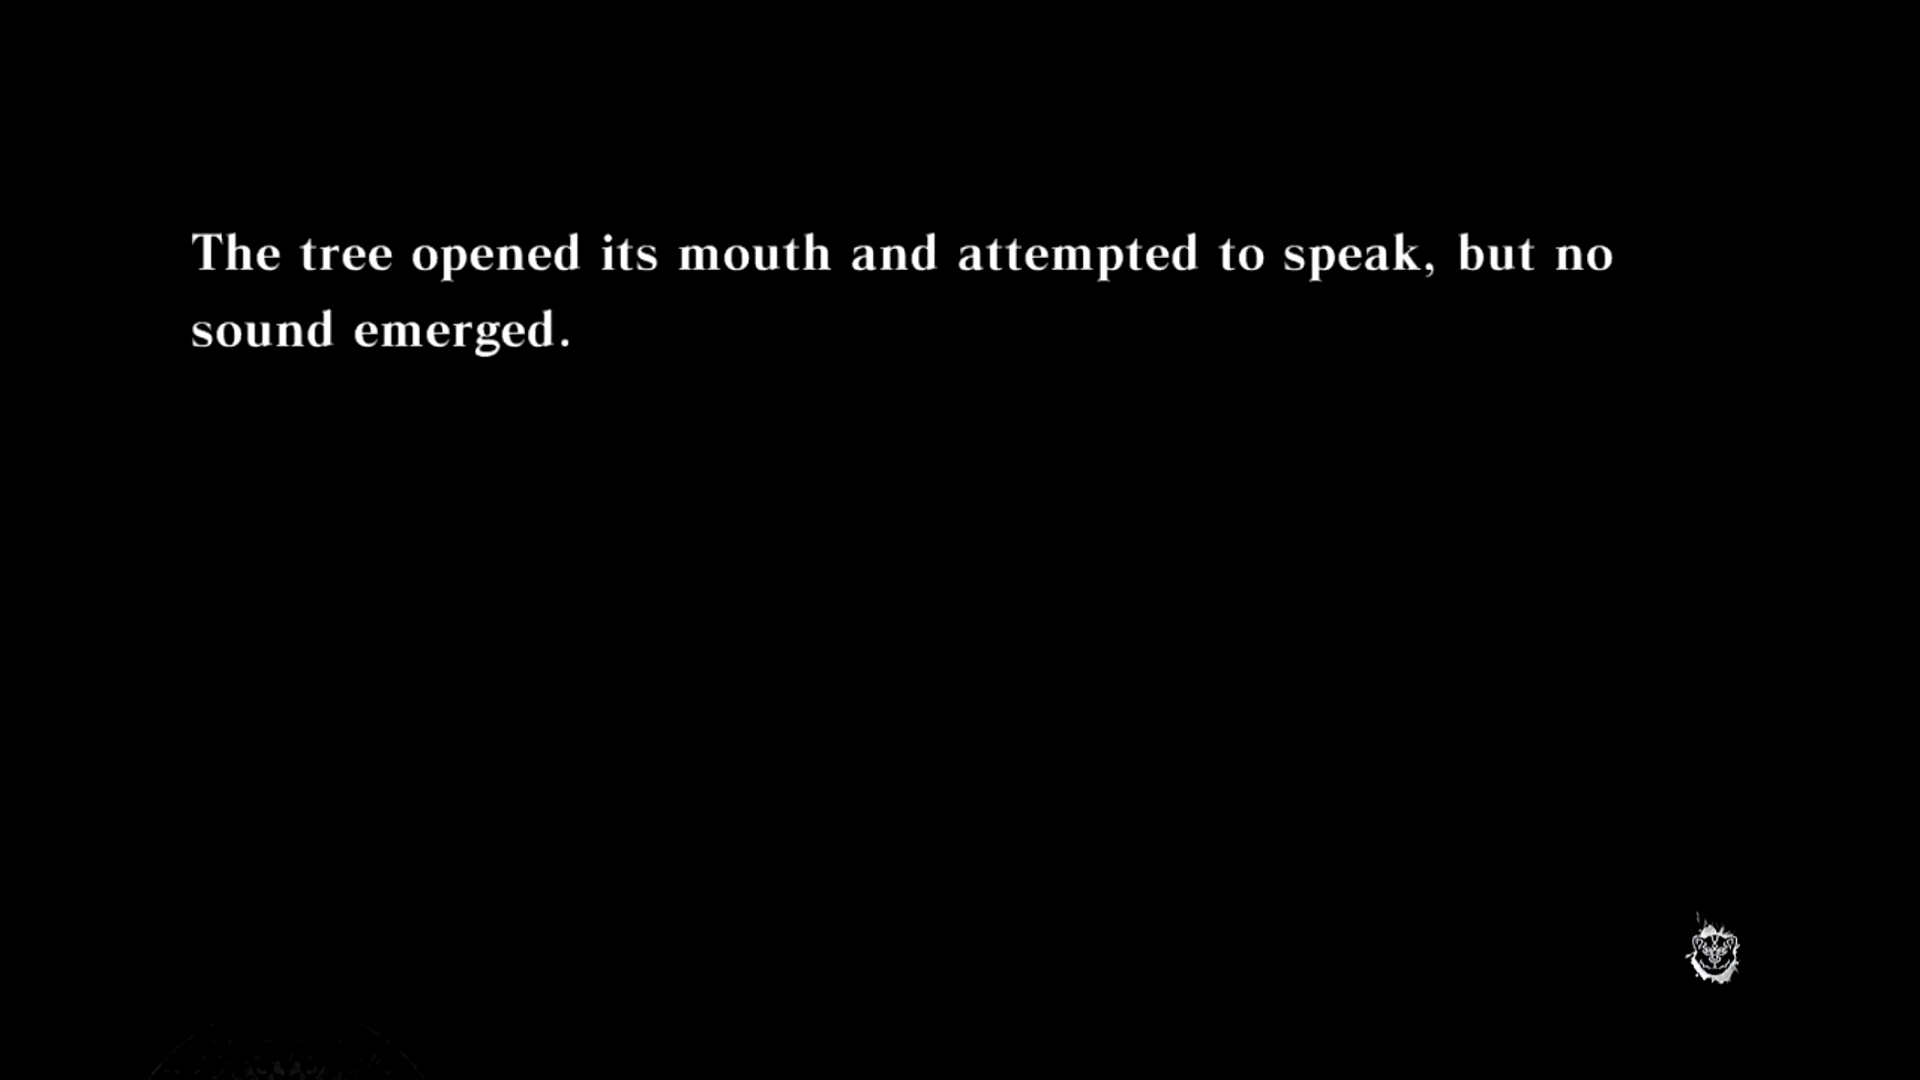 The tree opened its mouth and attempted to speak, but no
sound emerged.